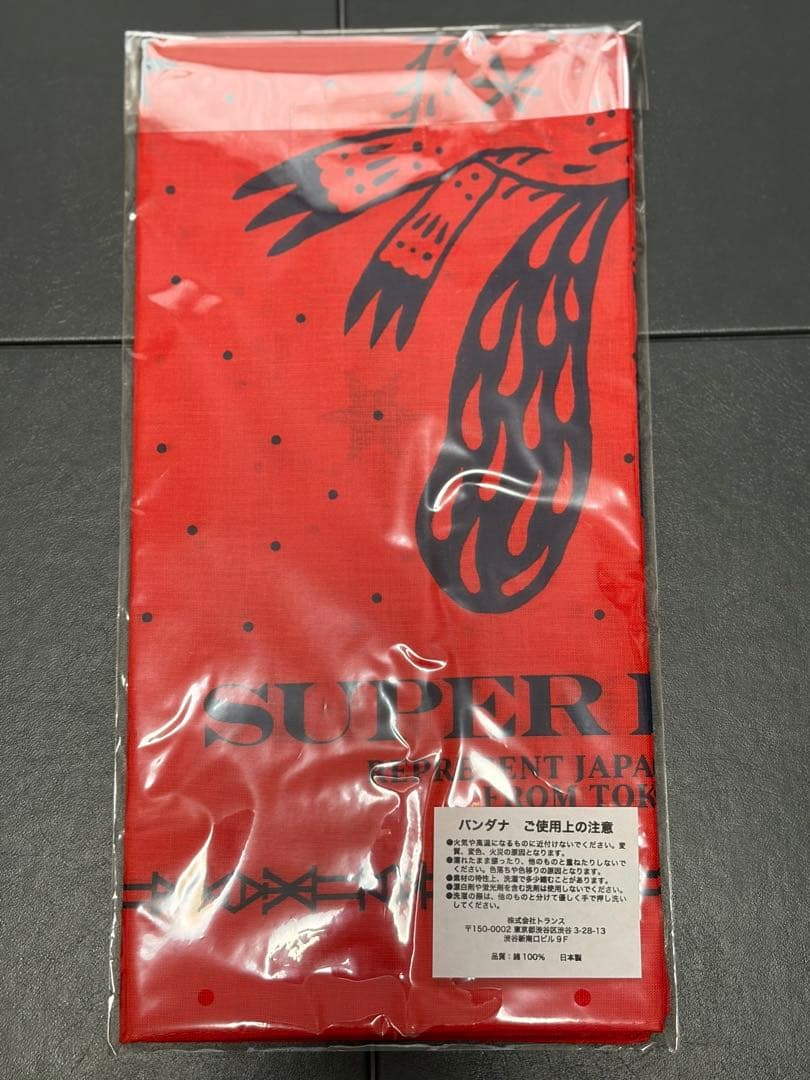 SUPER
REPRESENT JAPA
FROM TOK
バンダナ　ご使用上の注意
●火気や高温になるものに近付けないでください。変
質、変色、火災の原因となります。
●濡れたまま放ったり、他のものと重ねたりしないで
ください。色落ちや色移りの原因となります。
●素材の特性上、洗濯で多少縮むことがあります。
●漂白剤や蛍光剤を含む洗剤は使用しないでください。
●洗濯の際は、他のものと分けて優しく手で押し洗い
してください。
株式会社トランス
〒150-0002 東京都渋谷区渋谷 3-28-13
渋谷新南口ビル９F
品質：綿 100%　日本製